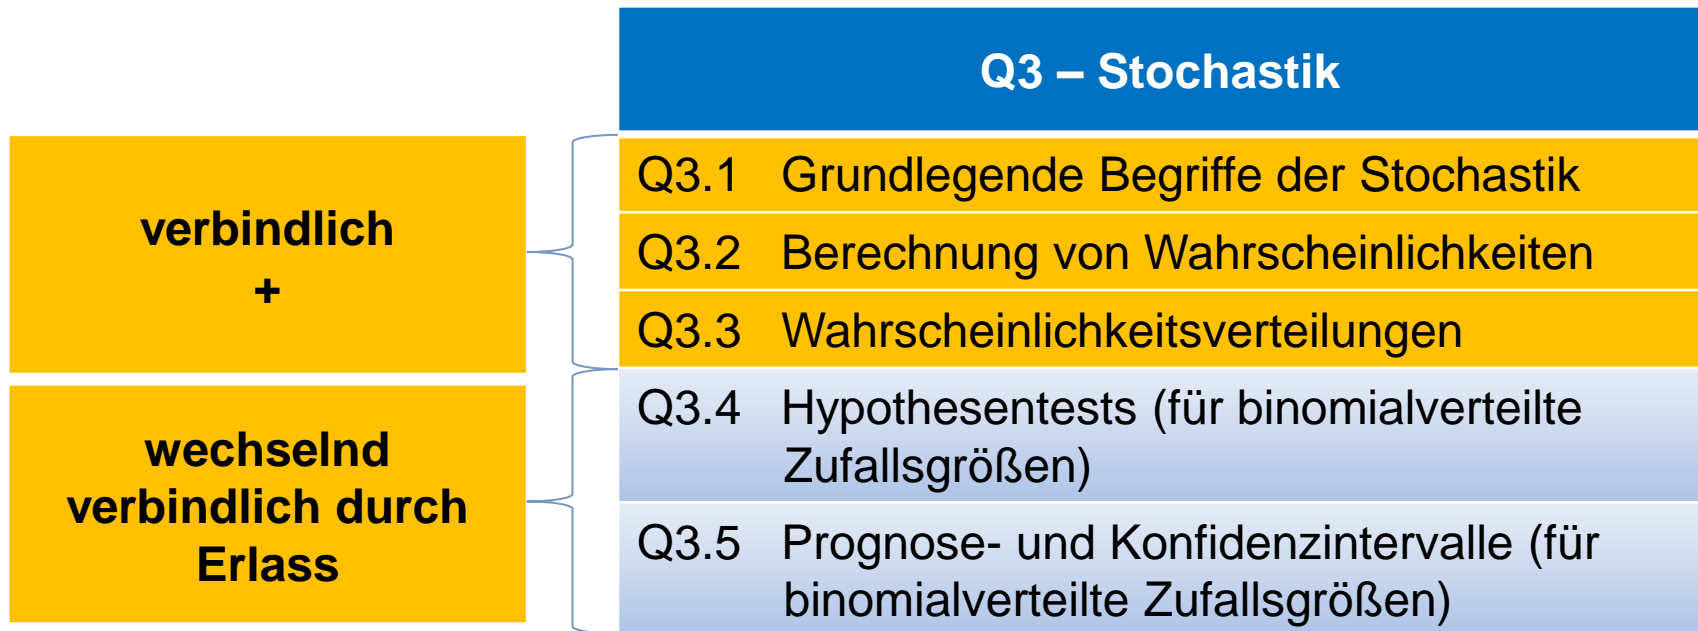 Q3 – Stochastik
verbindlich
+
Q3.1 Grundlegende Begriffe der Stochastik
Q3.2 Berechnung von Wahrscheinlichkeiten
Q3.3 Wahrscheinlichkeitsverteilungen
wechselnd
verbindlich durch
Erlass
Q3.4 Hypothesentests (für binomialverteilte
Zufallsgrößen)
Q3.5 Prognose- und Konfidenzintervalle (für
binomialverteilte Zufallsgrößen)